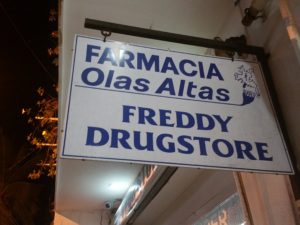 FARMACIA
Olas Altas
FREDDY
DRUGSTORE